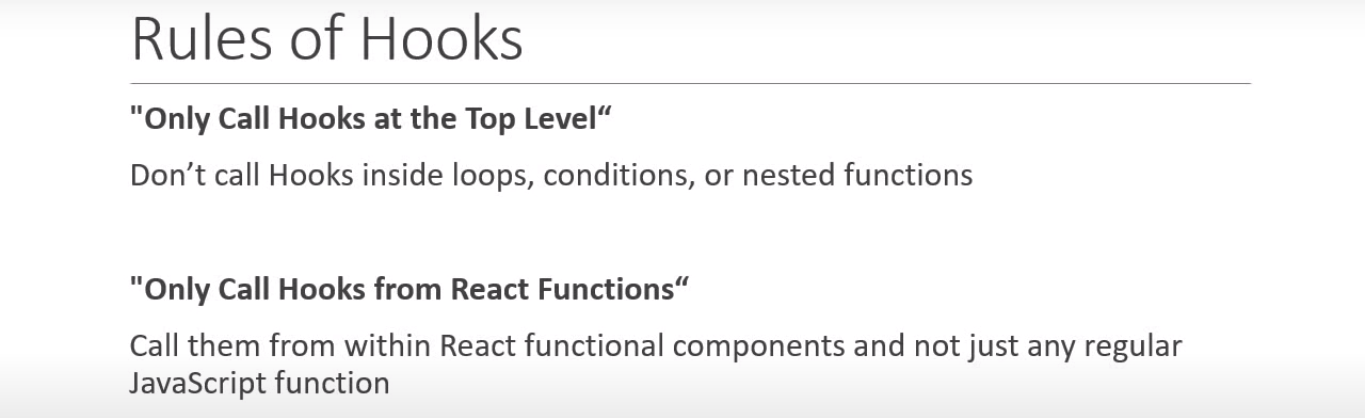 Rules of Hooks
"Only Call Hooks at the Top Level“
Don’t call Hooks inside loops, conditions, or nested functions
"Only Call Hooks from React Functions“
Call them from within React functional components and not just any regular
JavaScript function